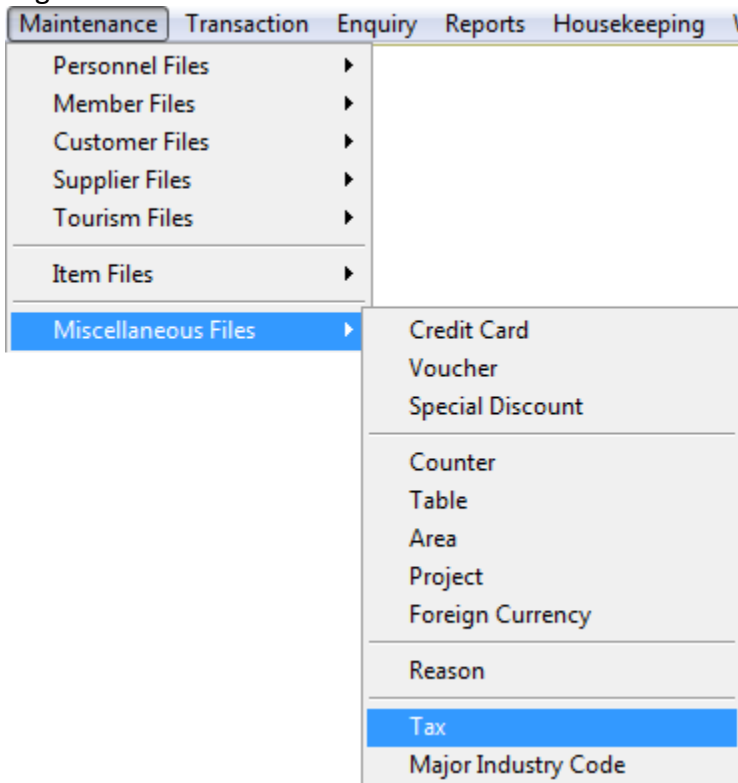 Maintenance Transaction Enquiry Reports Housekeeping
Personnel Files
Member Files
Customer Files
Supplier Files
Tourism Files
Item Files
Miscellaneous Files
Credit Card
Voucher
Special Discount
Counter
Table
Area
Project
Foreign Currency
Reason
Tax
Major Industry Code